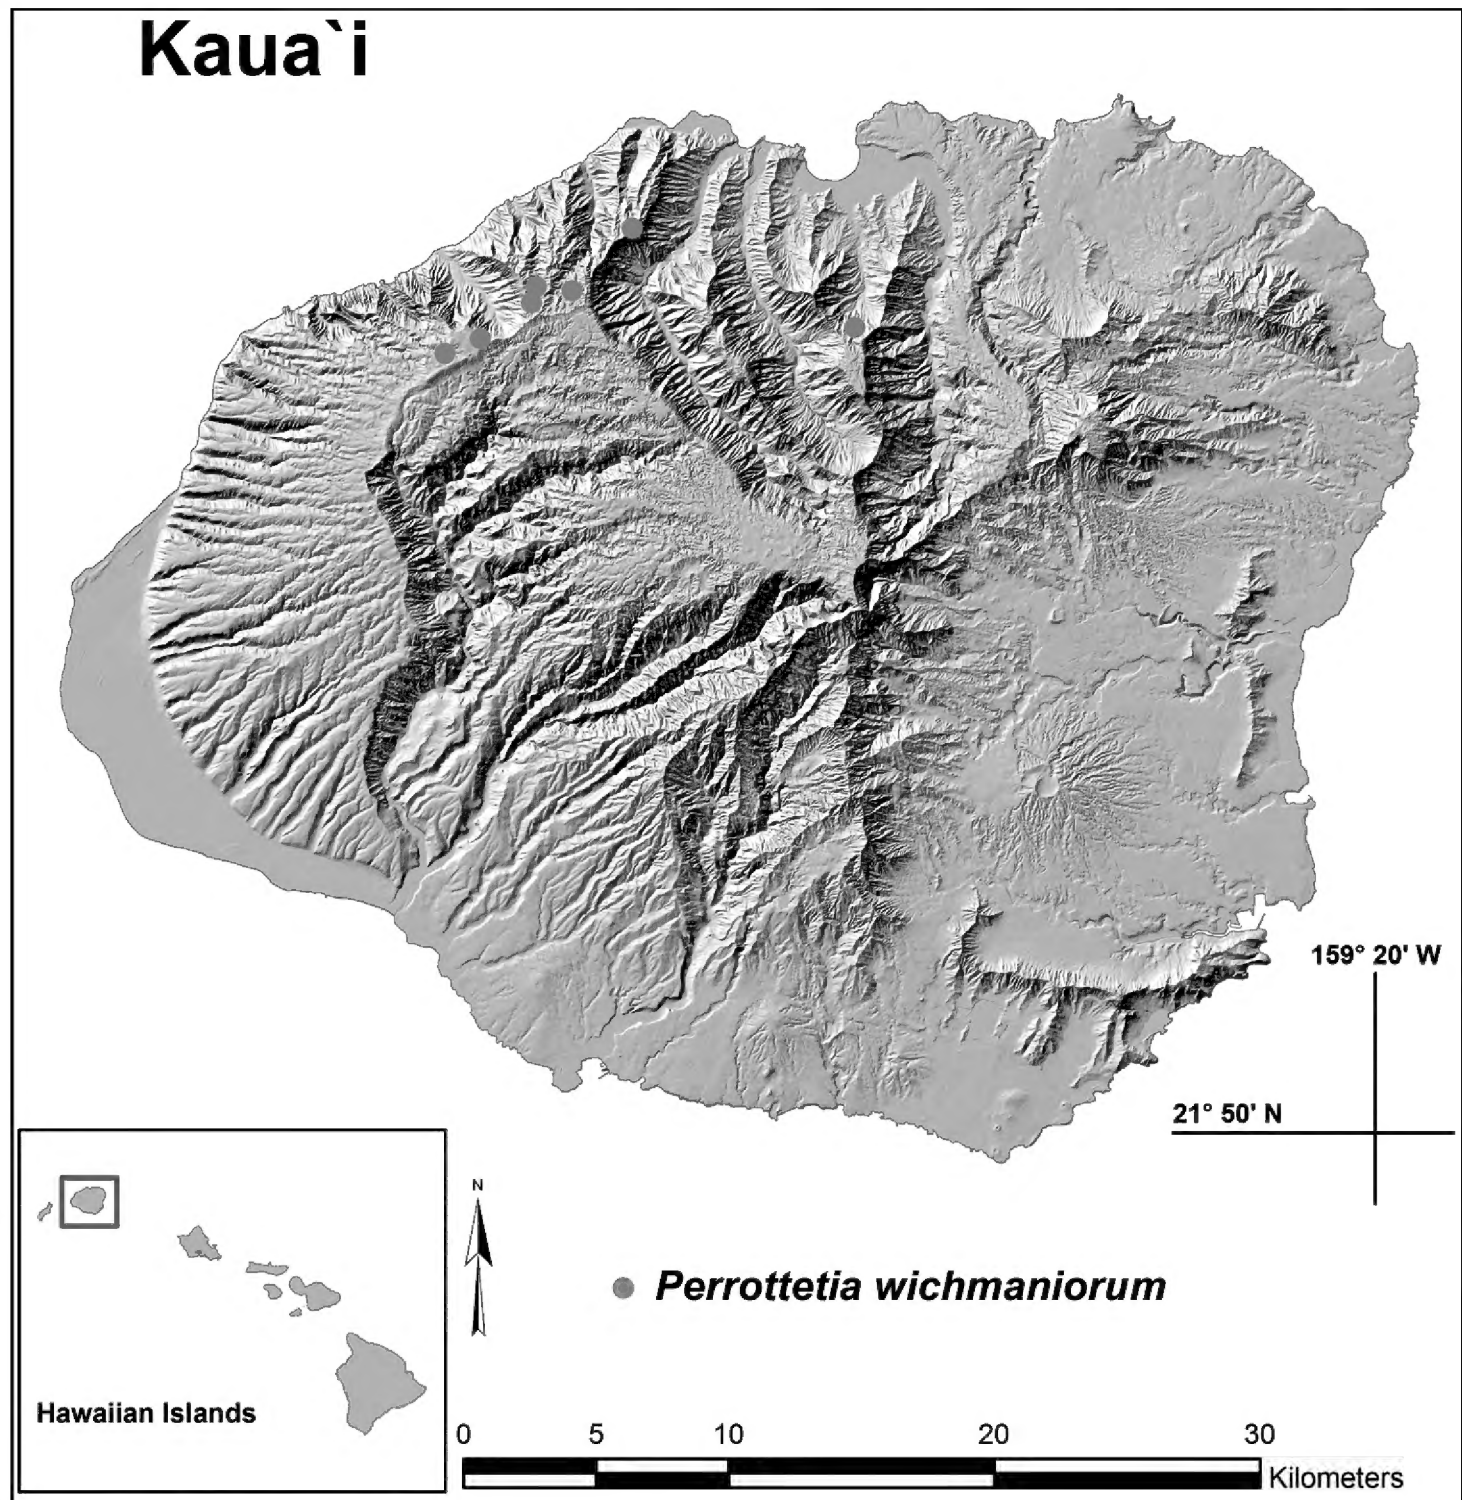 Kaua`i
159° 20' W
21° 50' N
N
Perrottetia wichmaniorum
Hawaiian Islands
0 5 10 20 30
Kilometers